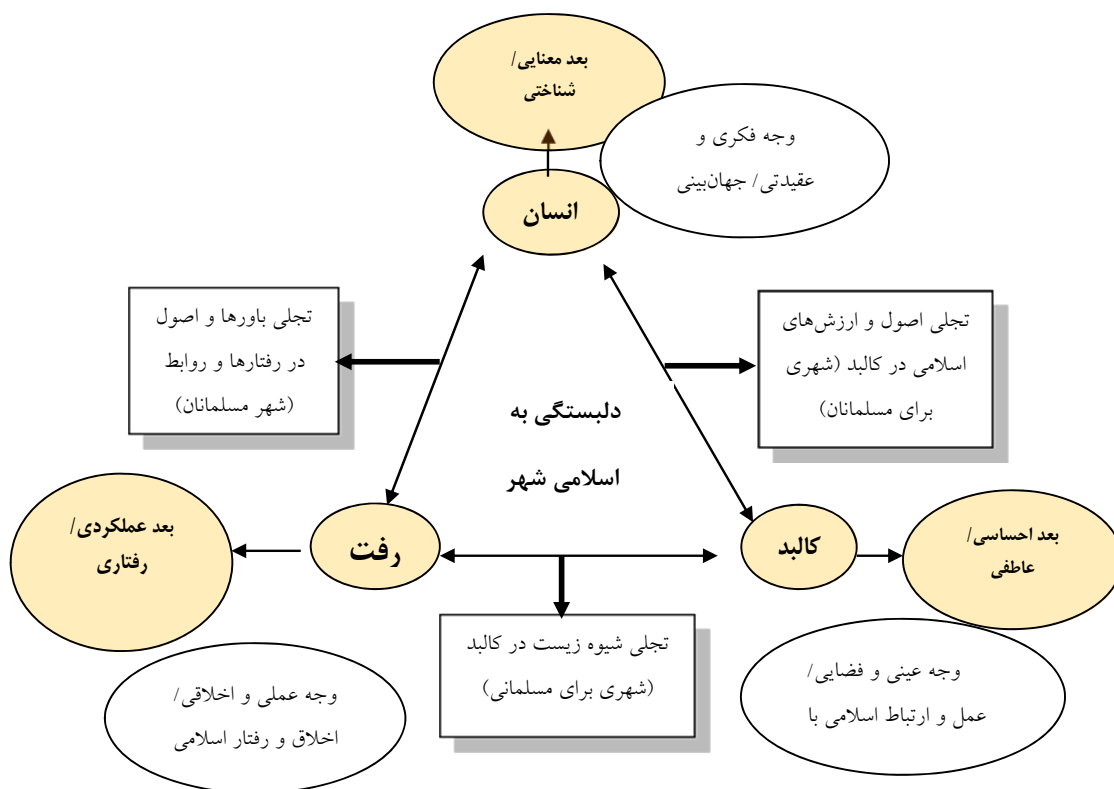 بعد معنایی/
شناختی
وجه فکری و
عقیدتی/ جهان‌بینی
انسان
تجلی اصول و ارزش‌های
اسلامی در کالبد (شهری
برای مسلمانان)
تجلی باورها و اصول
در رفتارها و روابط
(شهر مسلمانان)
دلبستگی به
اسلامی شهر
کالبد
بعد احساسی/
عاطفی
رفت
بعد عملکردی/
رفتاری
تجلی شیوه زیست در کالبد
(شهری برای مسلمانی)
وجه عینی و فضایی/
عمل و ارتباط اسلامی با
وجه عملی و اخلاقی/
اخلاق و رفتار اسلامی